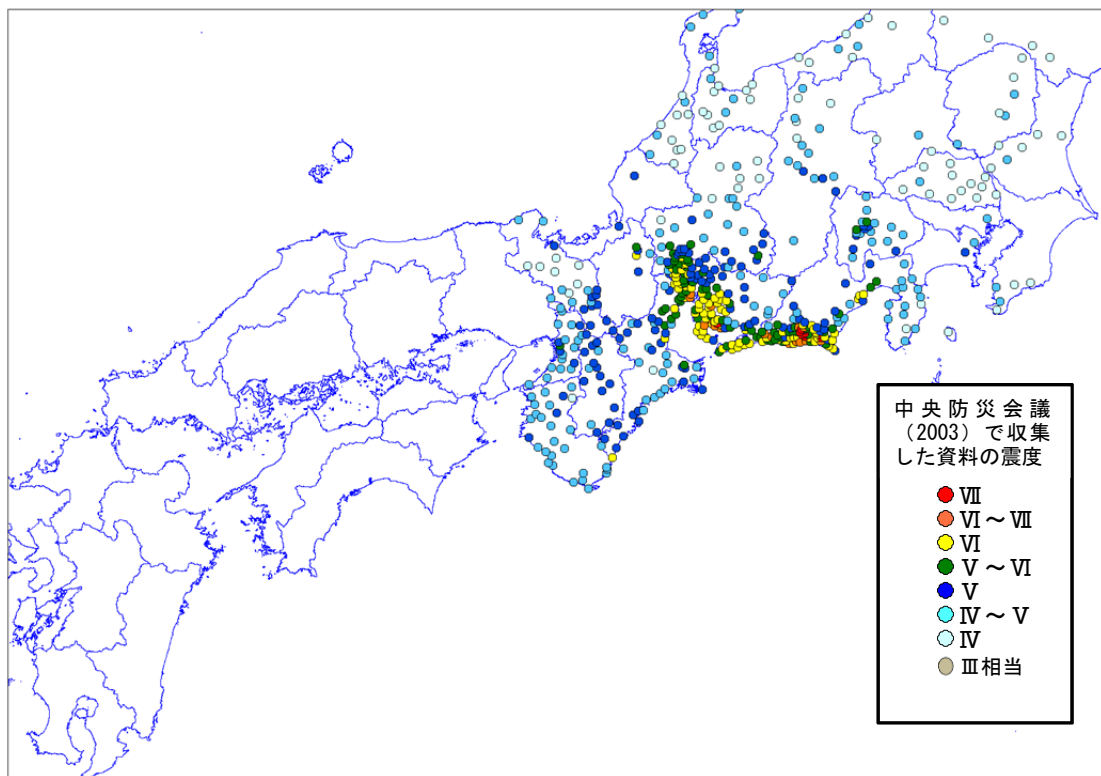 中央防災会議
（2003）で収集
した資料の震度
Ⅶ
Ⅵ～Ⅶ
Ⅵ
Ⅴ～Ⅵ
Ⅴ
Ⅳ～Ⅴ
Ⅳ
Ⅲ相当